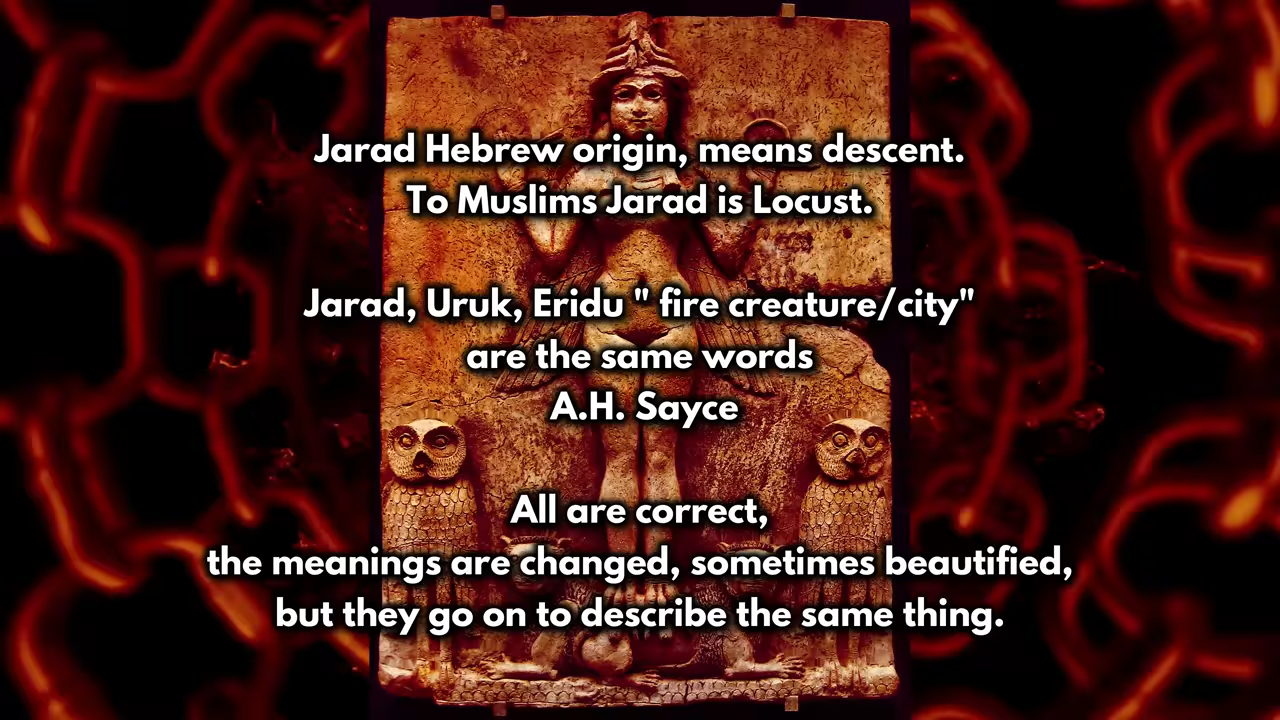 Jarad Hebrew origin, means descent.
To Muslims Jarad is Locust.
Jarad, Uruk, Eridu " fire creature/city"
are the same words
A.H. Sayce
All are correct,
the meanings are changed, sometimes beautified,
but they go on to describe the same thing.